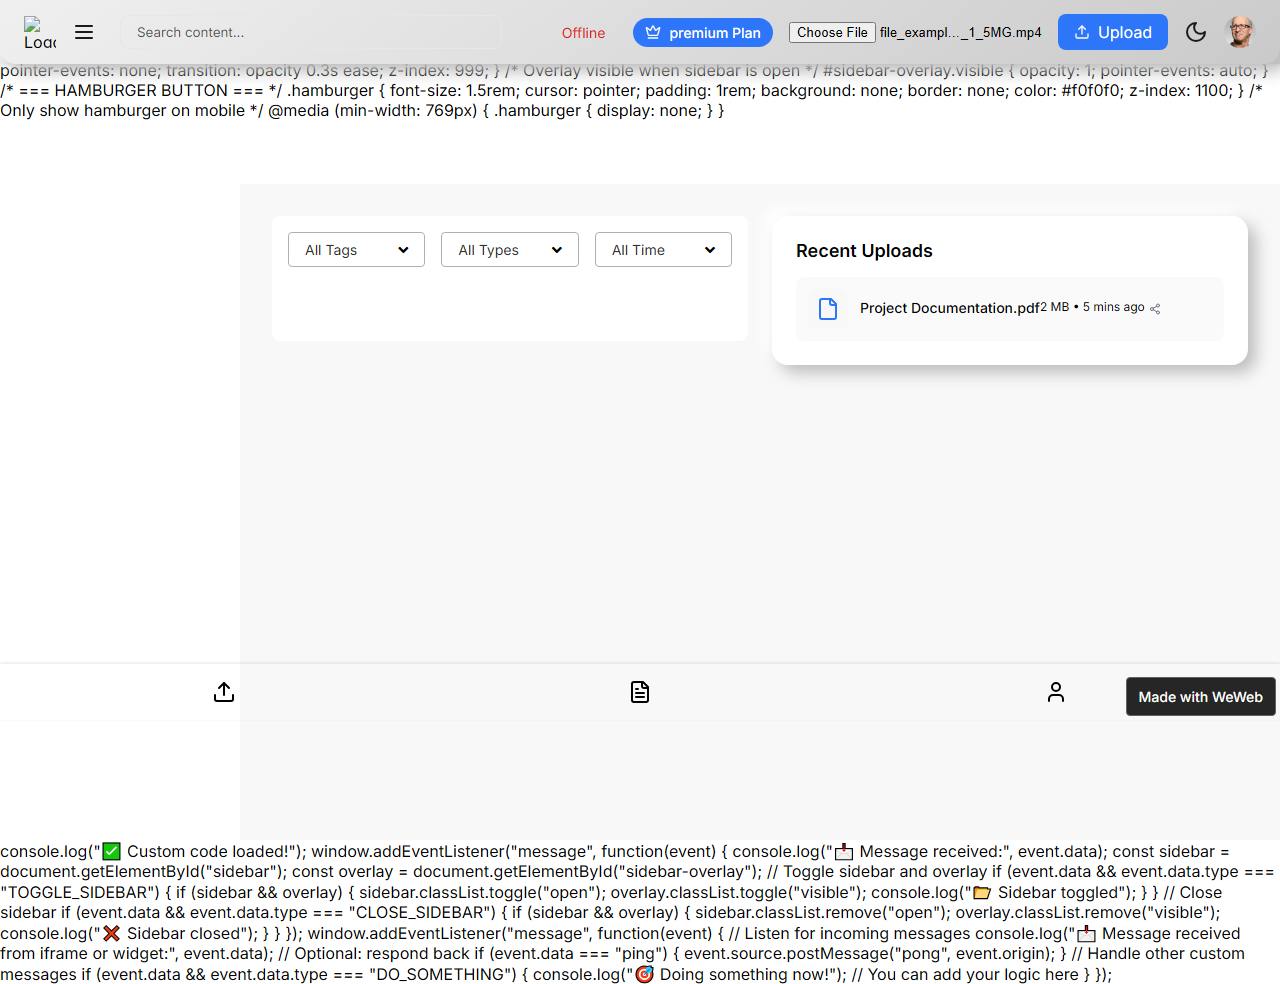 Loac
Search content...
Offline
premium Plan
Choose File file_exampl..._1_5MG.mp4
Upload
pointer-events: none; transition: opacity 0.3s ease; z-index: 999; } /* Overlay visible when sidebar is open */ #sidebar-overlay.visible { opacity: 1; pointer-events: auto; }
/* === HAMBURGER BUTTON === */ .hamburger { font-size: 1.5rem; cursor: pointer; padding: 1rem; background: none; border: none; color: #f0f0f0; z-index: 1100; } /*
Only show hamburger on mobile */ @media (min-width: 769px) { .hamburger { display: none; } }
All Tags
All Types
All Time
Recent Uploads
Project Documentation.pdf2 MB • 5 mins ago
Made with WeWeb
console.log("✅ Custom code loaded!"); window.addEventListener("message", function(event) { console.log("📩 Message received:", event.data); const sidebar =
document.getElementById("sidebar"); const overlay = document.getElementById("sidebar-overlay"); // Toggle sidebar and overlay if (event.data && event.data.type ===
"TOGGLE_SIDEBAR") { if (sidebar && overlay) { sidebar.classList.toggle("open"); overlay.classList.toggle("visible"); console.log("📂 Sidebar toggled"); } } // Close
sidebar if (event.data && event.data.type === "CLOSE_SIDEBAR") { if (sidebar && overlay) { sidebar.classList.remove("open"); overlay.classList.remove("visible");
console.log("❌ Sidebar closed"); } } }); window.addEventListener("message", function(event) { // Listen for incoming messages console.log("📩 Message received
from iframe or widget:", event.data); // Optional: respond back if (event.data === "ping") { event.source.postMessage("pong", event.origin); } // Handle other custom
messages if (event.data && event.data.type === "DO_SOMETHING") { console.log("🎯 Doing something now!"); // You can add your logic here } });